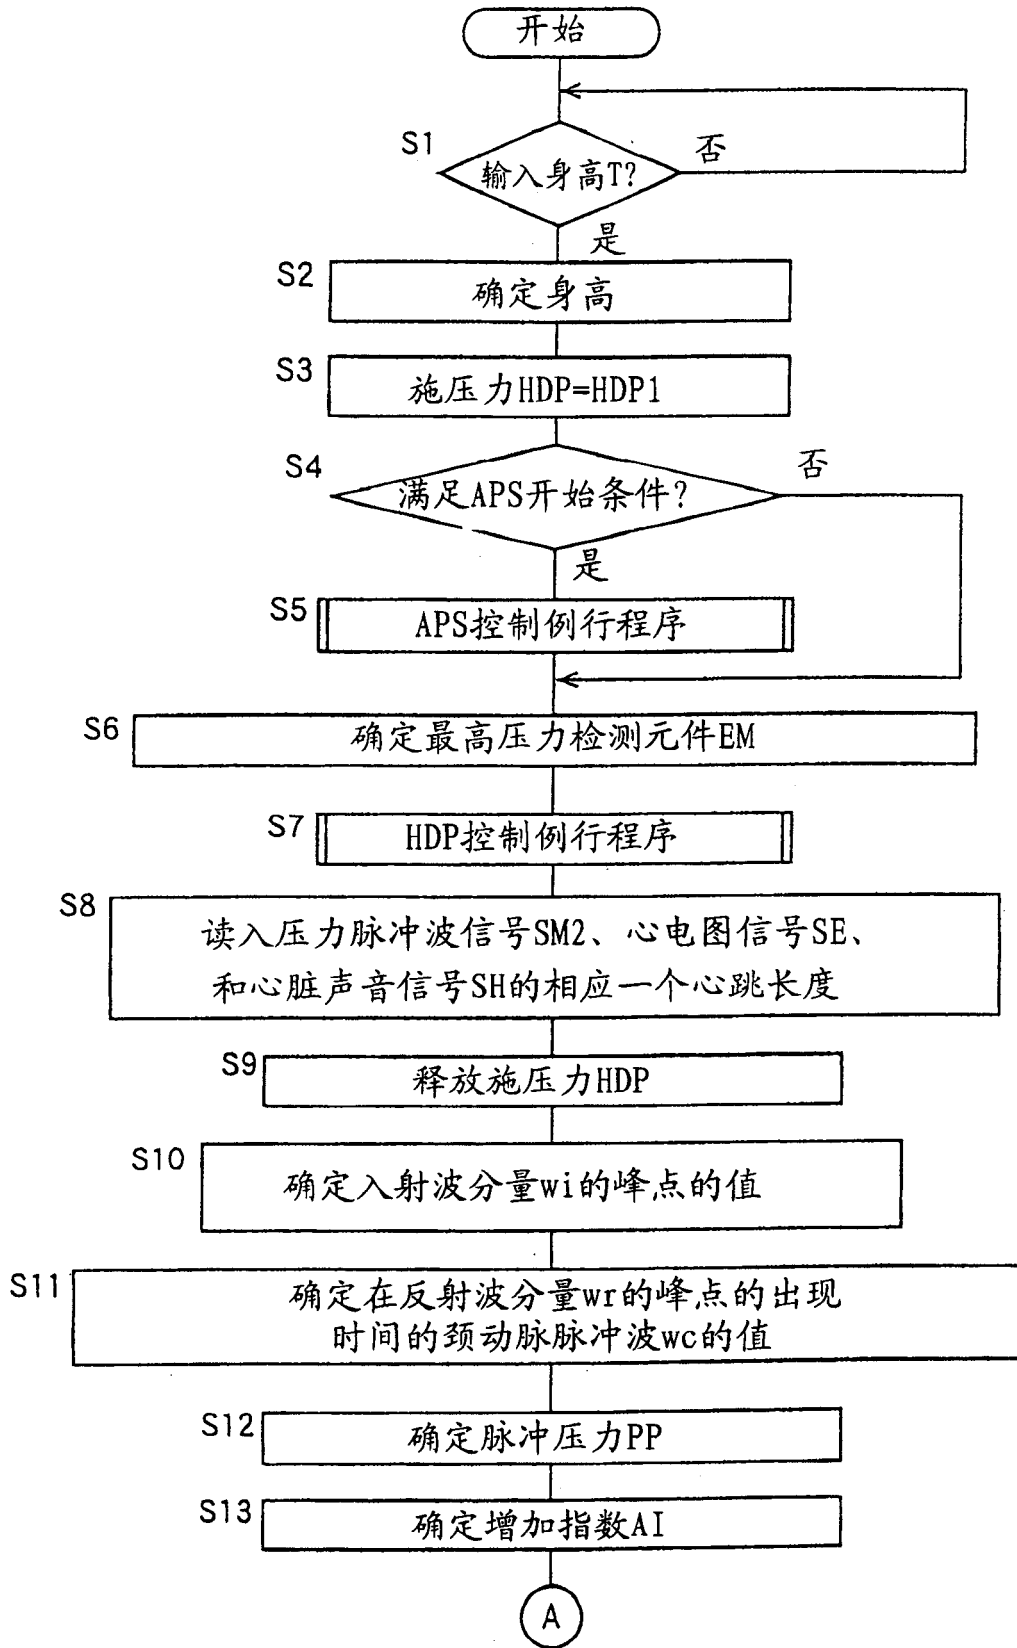 开始
S1
输入身高T?
否
是
S2
确定身高
S3
施压力HDP=HDP1
S4
满足APS开始条件?
否
是
S5
APS控制例行程序
S6
确定最高压力检测元件EM
S7
HDP控制例行程序
S8
读入压力脉冲波信号SM2、心电图信号SE、
和心脏声音信号SH的相应一个心跳长度
S9
释放施压力HDP
S10
确定入射波分量wi的峰点的值
S11
确定在反射波分量wr的峰点的出现
时间的颈动脉脉冲波wc的值
S12
确定脉冲压力PP
S13
确定增加指数AI
A